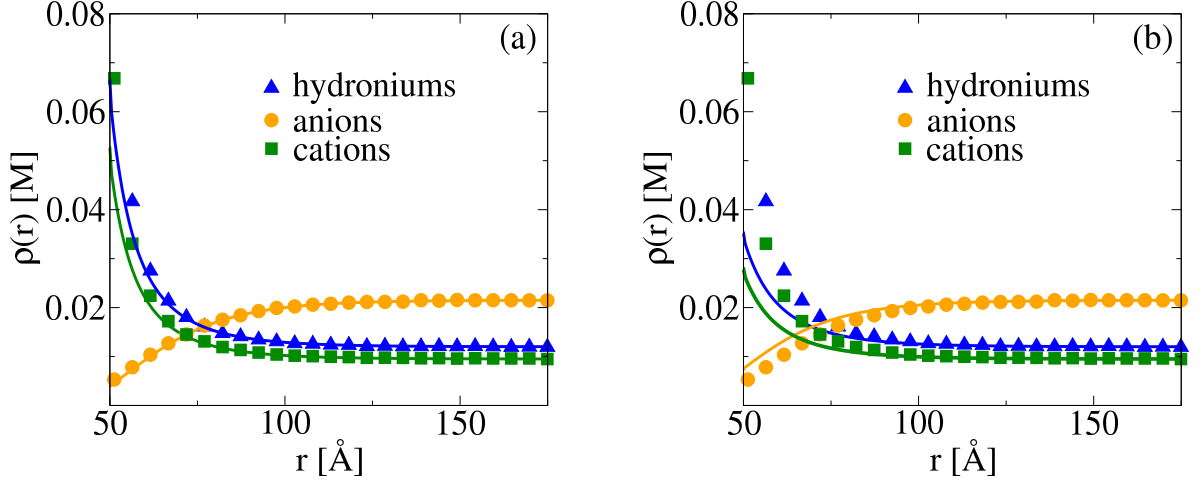 (a)
hydroniums
anions
cations
0.08
0.06
0.04
0.02
ρ(r) [M]
50
100
150
r [Å]
(b)
hydroniums
anions
cations
0.08
0.06
0.04
0.02
ρ(r) [M]
50
100
150
r [Å]